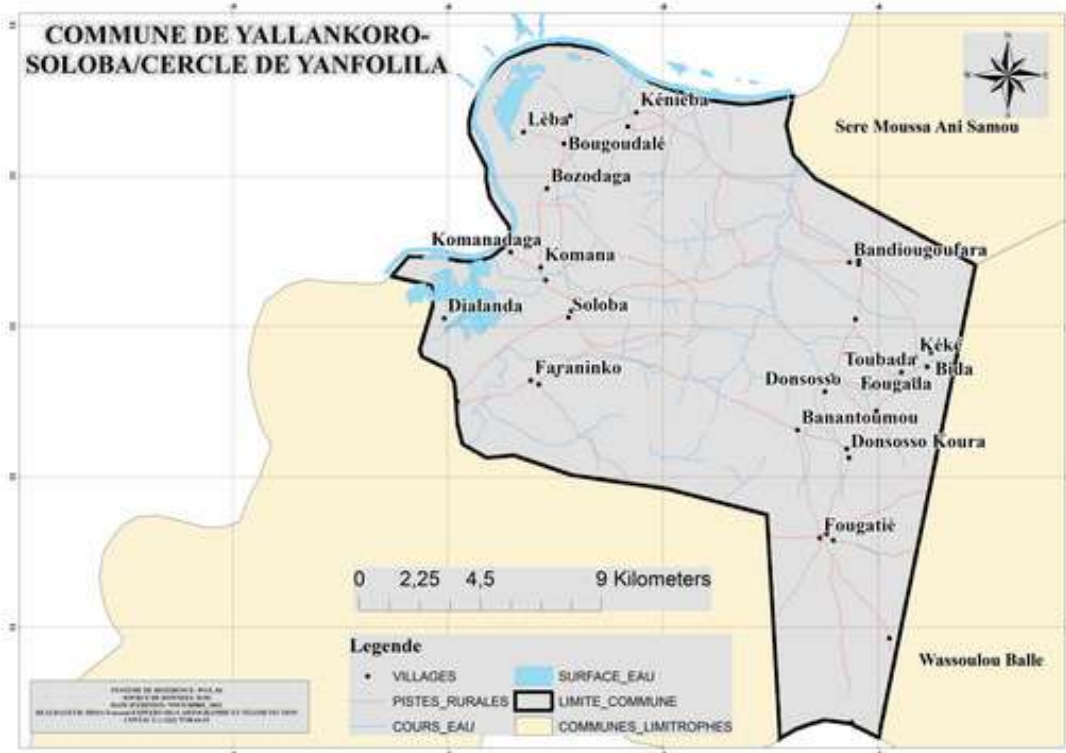 COMMUNE DE YALLANKORO-
SOLOBA/CERCLE DE YANFOLILA
Sere Moussa Ani Samou
Kénieba
Lèba
Bougoudalé
Bozodaga
Komanadaga
Komana
Bandiougoufara
Dialanda
Soloba
Kéké
Toubada
Bida
Faraninko
Donsosso
Fougalla
Banantoumou
Donsosso Koura
Fougatiè
0 2,25 4,5 9 Kilometers
Legende
VILLAGES
SURFACE_EAU
PISTES_RURALES
LIMITE_COMMUNE
COURS_EAU
COMMUNES_LIMITROPHES
Wassoulou Balle